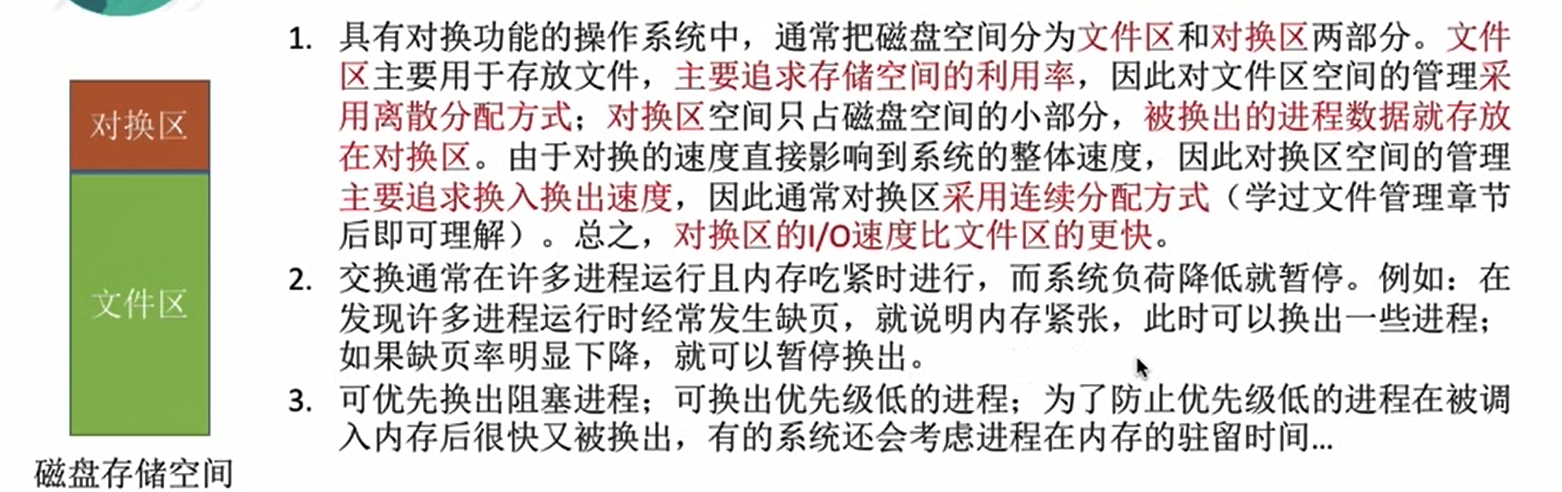 对换区
文件区
磁盘存储空间
1. 具有对换功能的操作系统中，通常把磁盘空间分为文件区和对换区两部分。文件
区主要用于存放文件，主要追求存储空间的利用率，因此对文件区空间的管理采
用离散分配方式；对换区空间只占磁盘空间的小部分，被换出的进程数据就存放
在对换区。由于对换的速度直接影响到系统的整体速度，因此对换区空间的管理
主要追求换入换出速度，因此通常对换区采用连续分配方式（学过文件管理章节
后即可理解）。总之，对换区的I/O速度比文件区的更快。
2. 交换通常在许多进程运行且内存吃紧时进行，而系统负荷降低就暂停。例如：在
发现许多进程运行时经常发生缺页，就说明内存紧张，此时可以换出一些进程；
如果缺页率明显下降，就可以暂停换出。
3. 可优先换出阻塞进程；可换出优先级低的进程；为了防止优先级低的进程在被调
入内存后很快又被换出，有的系统还会考虑进程在内存的驻留时间…